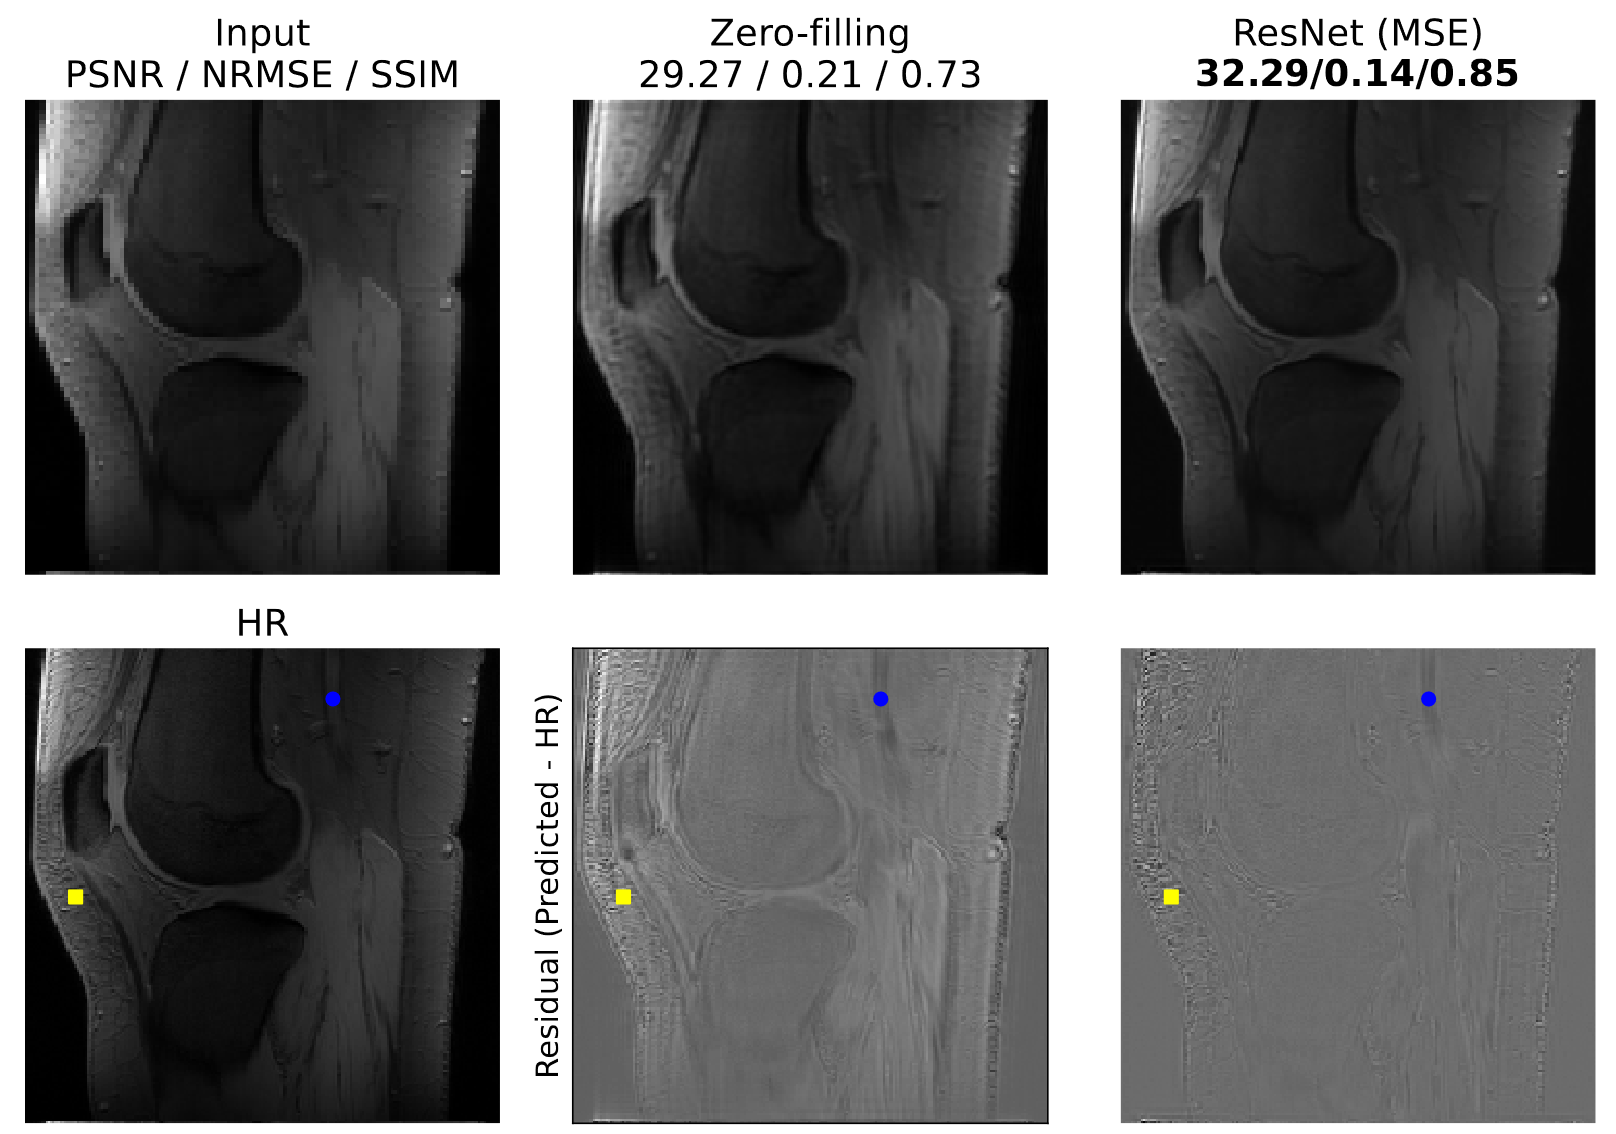 Input
PSNR / NRMSE / SSIM
Zero-filling
29.27 / 0.21 / 0.73
ResNet (MSE)
32.29/0.14/0.85
HR
Residual (Predicted - HR)